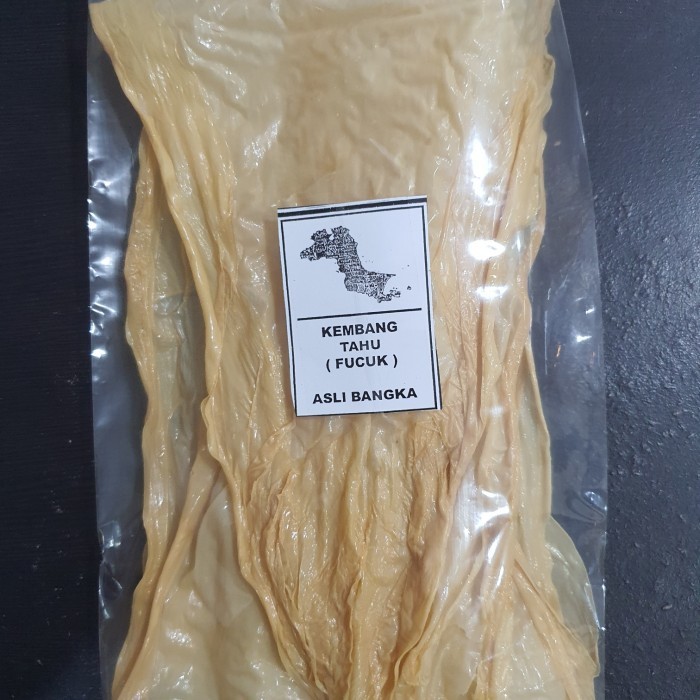 KEMBANG
TAHU
( FUCUK )
ASLI BANGKA